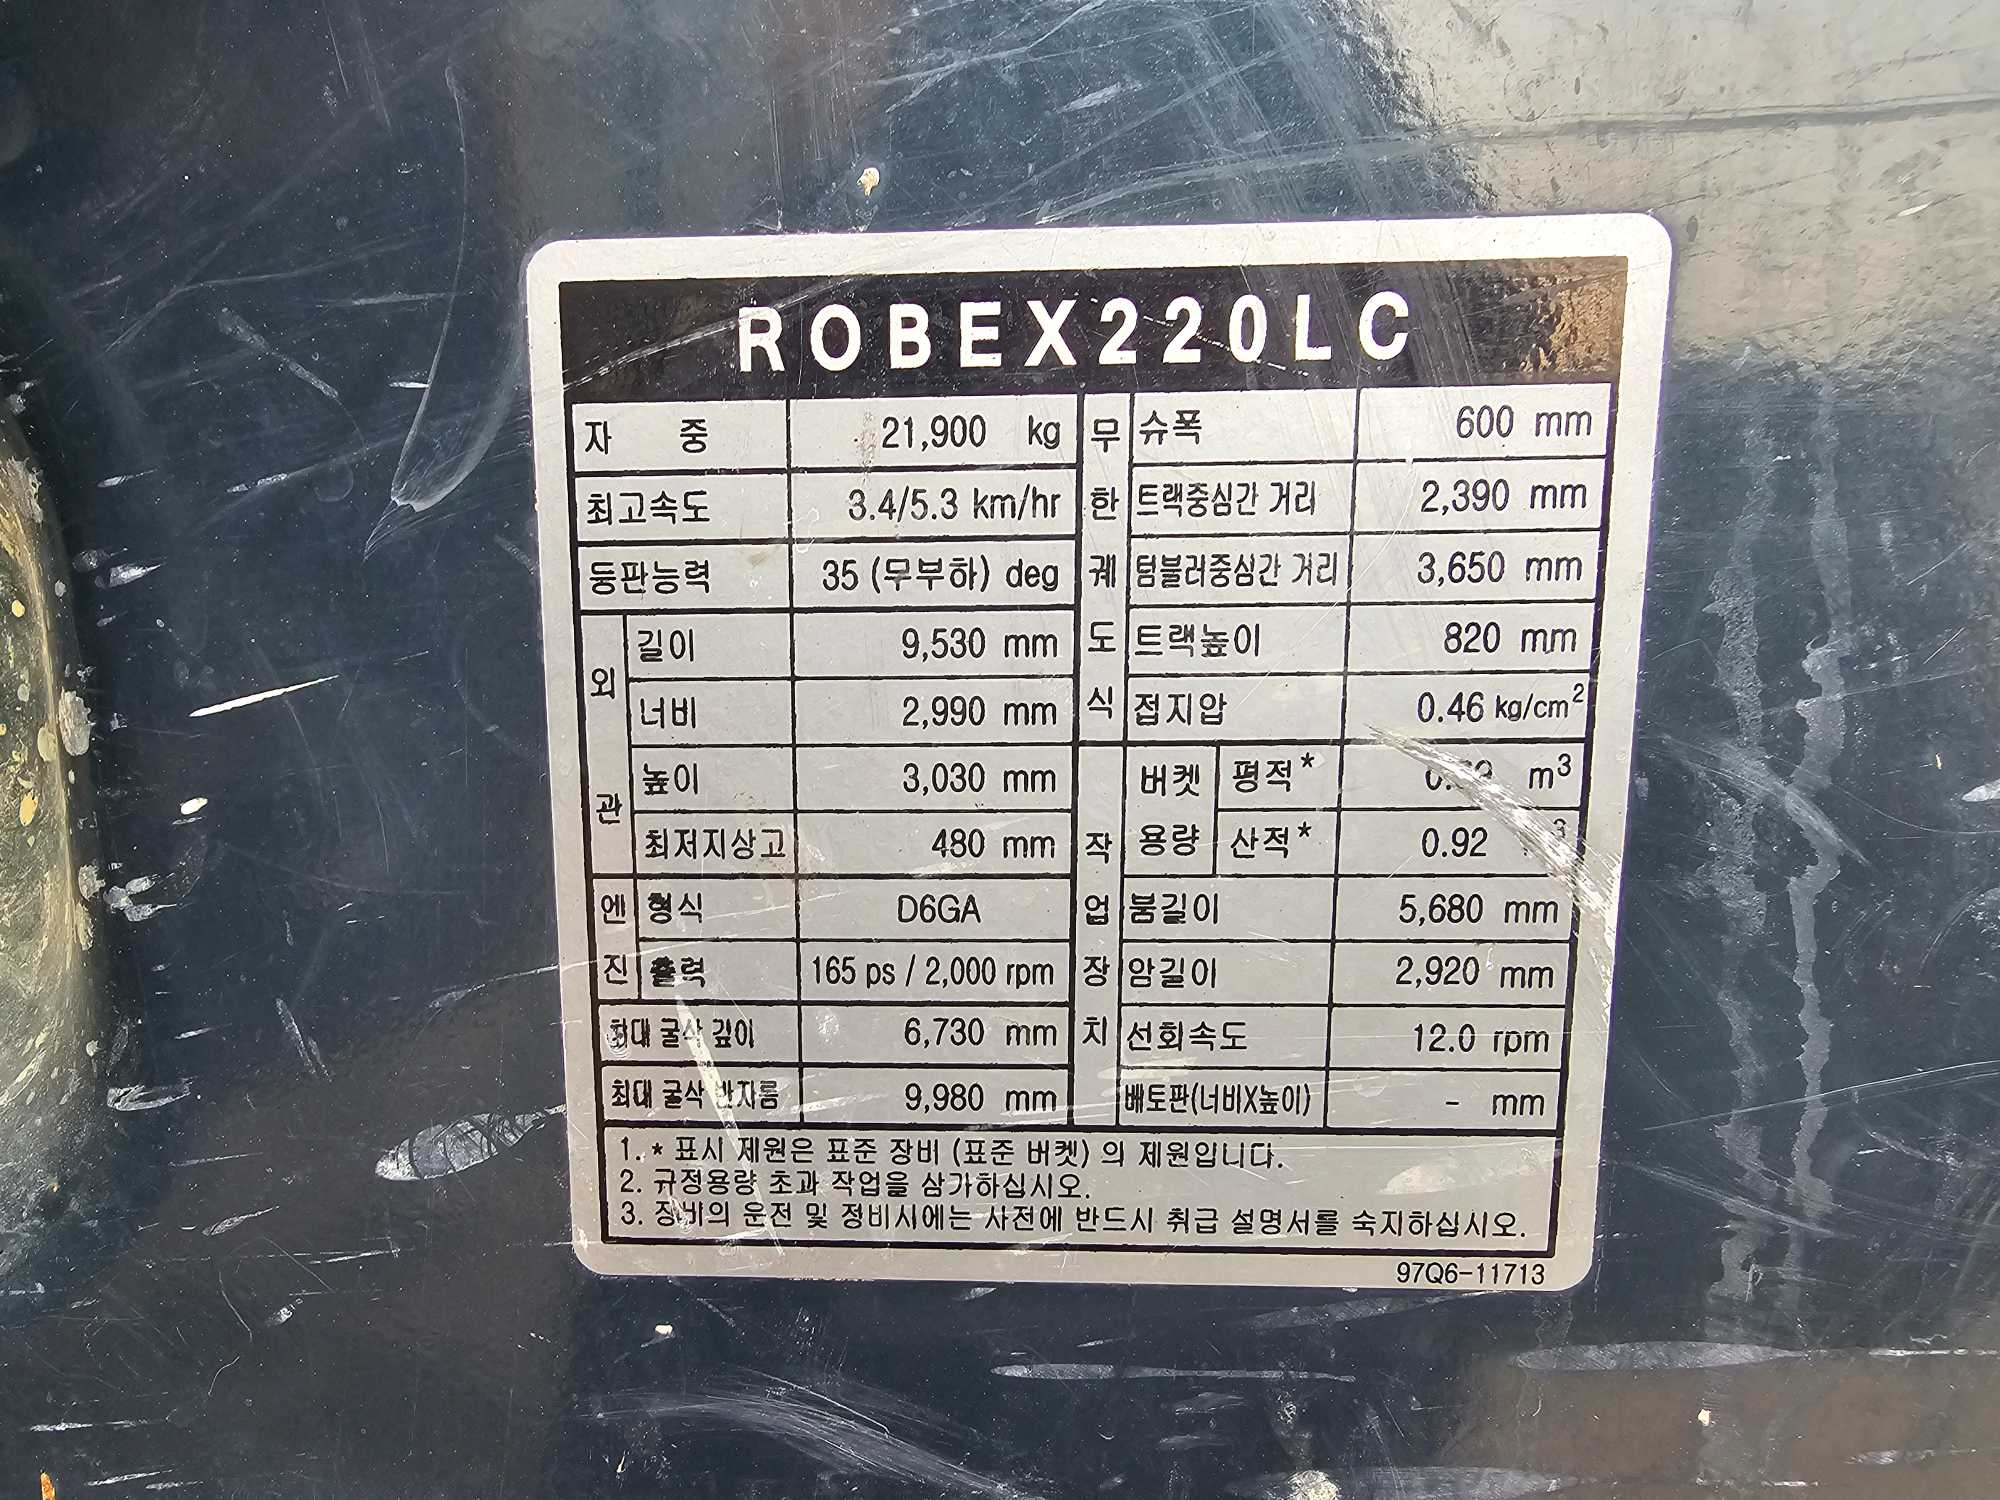 ROBEX220LC
자 중 21,900 kg
최고속도 3.4/5.3 km/hr
등판능력 35 (무부하) deg
외관
길이 9,530 mm
너비 2,990 mm
높이 3,030 mm
최저지상고 480 mm
엔진
형식 D6GA
출력 165 ps / 2,000 rpm
최대 굴삭 깊이 6,730 mm
최대 굴삭 반지름 9,980 mm
무한궤도식
슈폭 600 mm
트랙중심간 거리 2,390 mm
텀블러중심간 거리 3,650 mm
트랙높이 820 mm
접지압 0.46 kg/cm²
작업장치
버켓용량
평적* m³
산적* 0.92
붐길이 5,680 mm
암길이 2,920 mm
선회속도 12.0 rpm
배토판(너비X높이) - mm
1. * 표시 제원은 표준 장비 (표준 버켓) 의 제원입니다.
2. 규정용량 초과 작업을 삼가하십시오.
3. 장비의 운전 및 정비시에는 사전에 반드시 취급 설명서를 숙지하십시오.
97Q6-11713